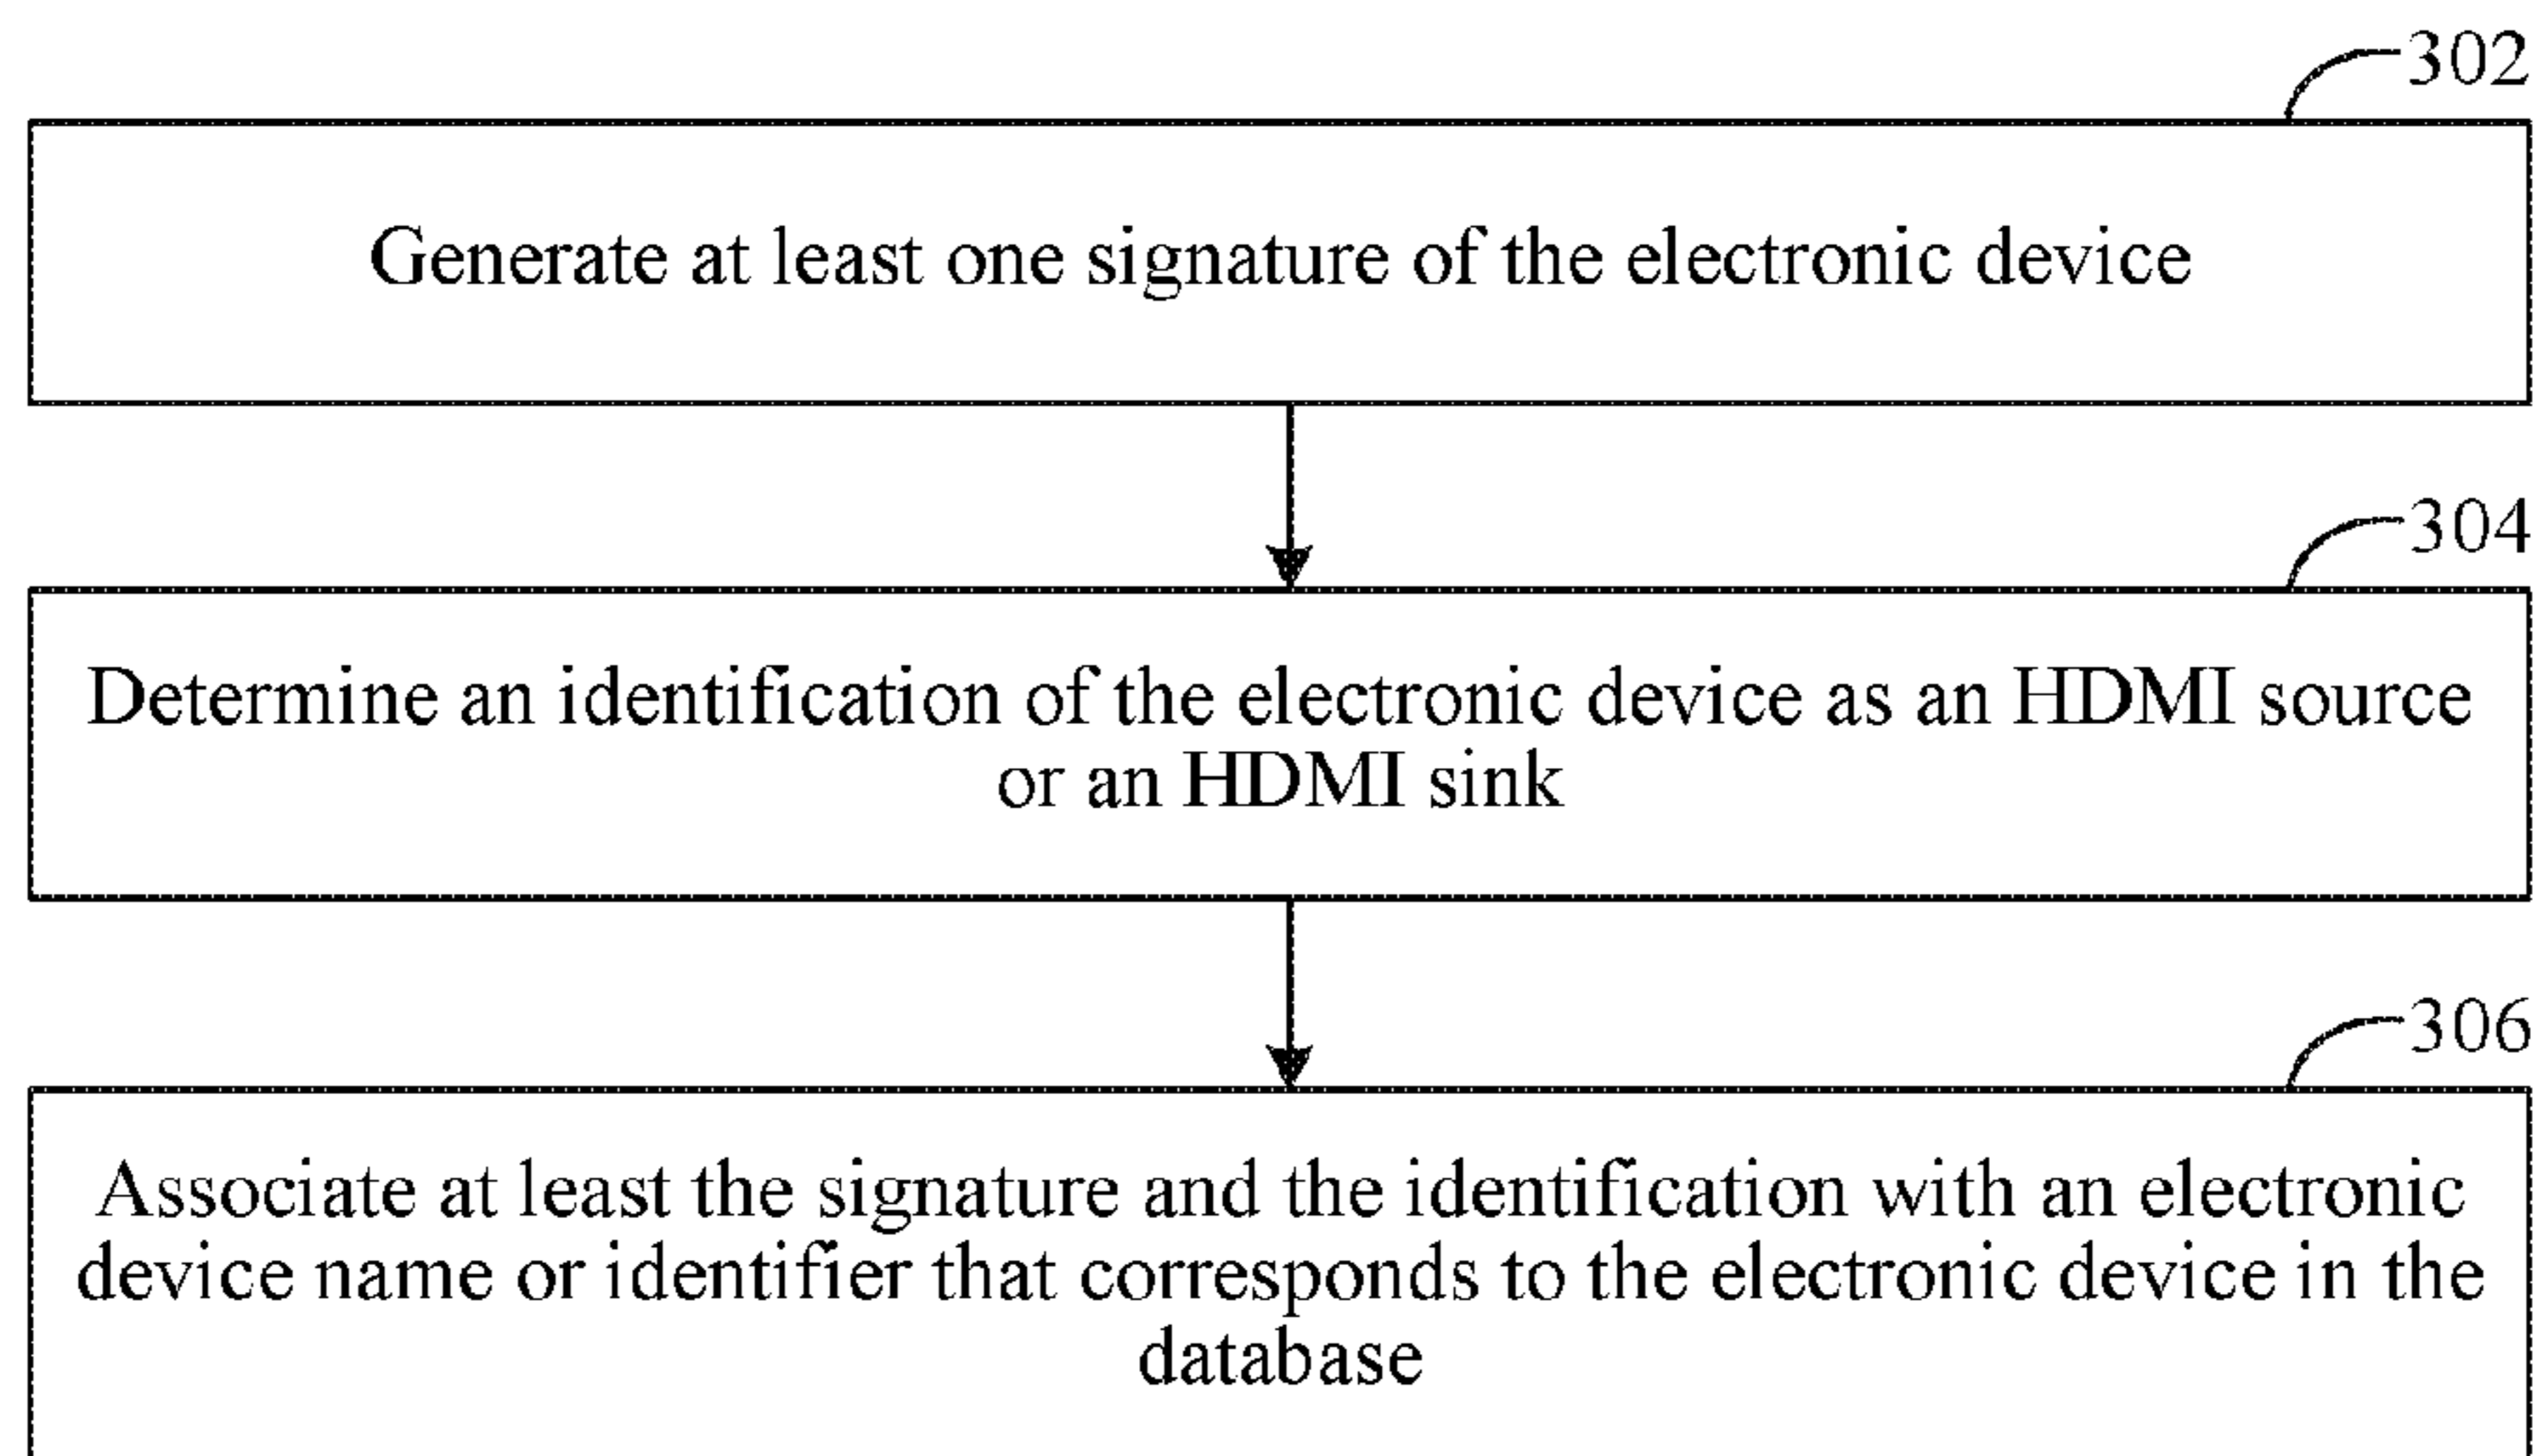 302
Generate at least one signature of the electronic device
304
Determine an identification of the electronic device as an HDMI source
or an HDMI sink
306
Associate at least the signature and the identification with an electronic
device name or identifier that corresponds to the electronic device in the
database